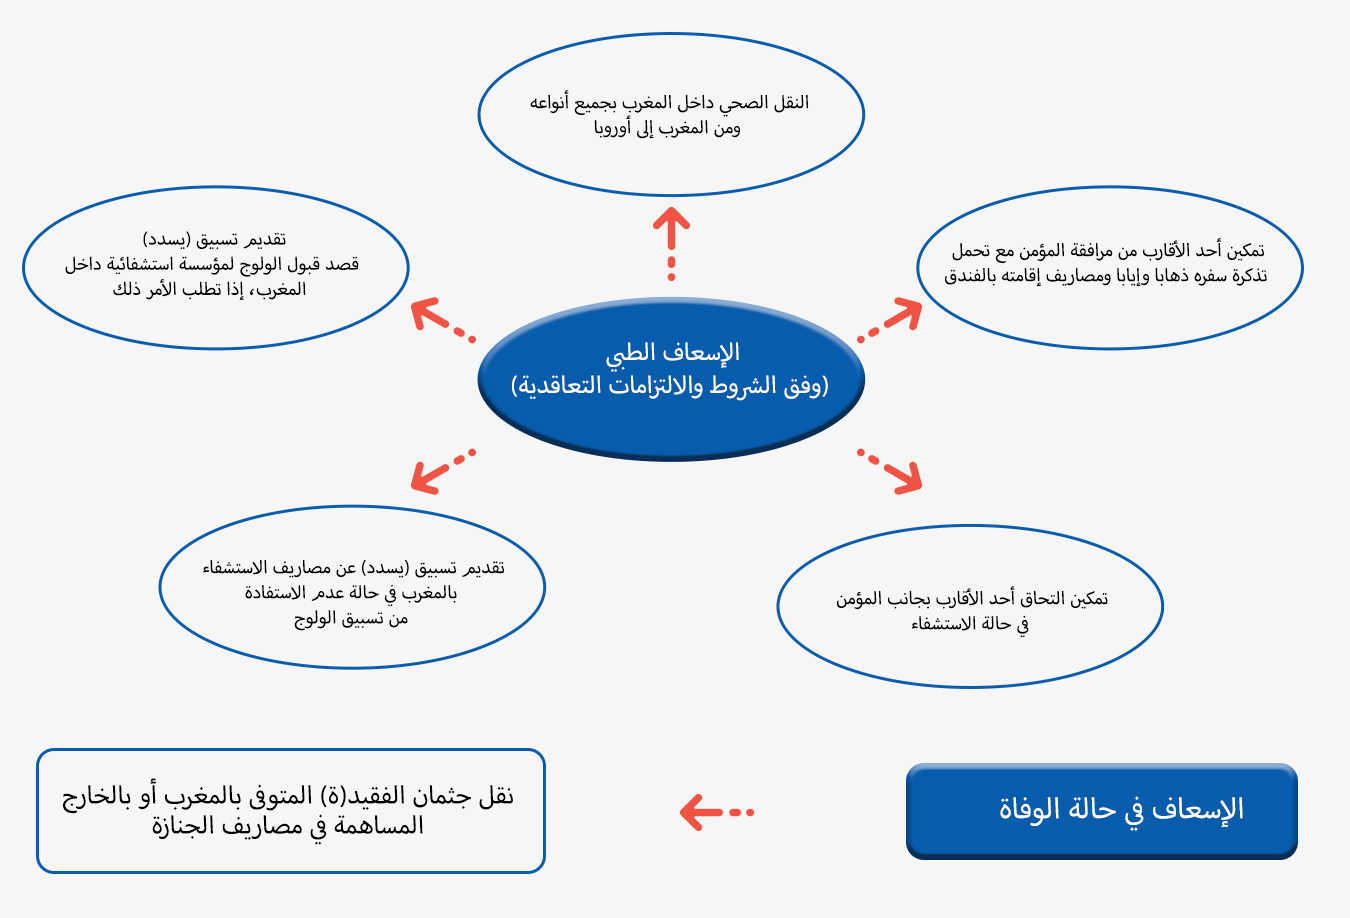 النقل الصحي داخل المغرب بجميع أنواعه
ومن المغرب إلى أوروبا
تمكين أحد الأقارب من مرافقة المؤمن مع تحمل
تذكرة سفره ذهابا وإيابا ومصاريف إقامته بالفندق
تقديم تسبيق (يسدد)
قصد قبول الولوج لمؤسسة استشفائية داخل
المغرب، إذا تطلب الأمر ذلك
الإسعاف الطبي
(وفق الشروط والالتزامات التعاقدية)
تمكين التحاق أحد الأقارب بجانب المؤمن
في حالة الاستشفاء
تقديم تسبيق (يسدد) عن مصاريف الاستشفاء
بالمغرب في حالة عدم الاستفادة
من تسبيق الولوج
الإسعاف في حالة الوفاة
نقل جثمان الفقيد(ة) المتوفى بالمغرب أو بالخارج
المساهمة في مصاريف الجنازة